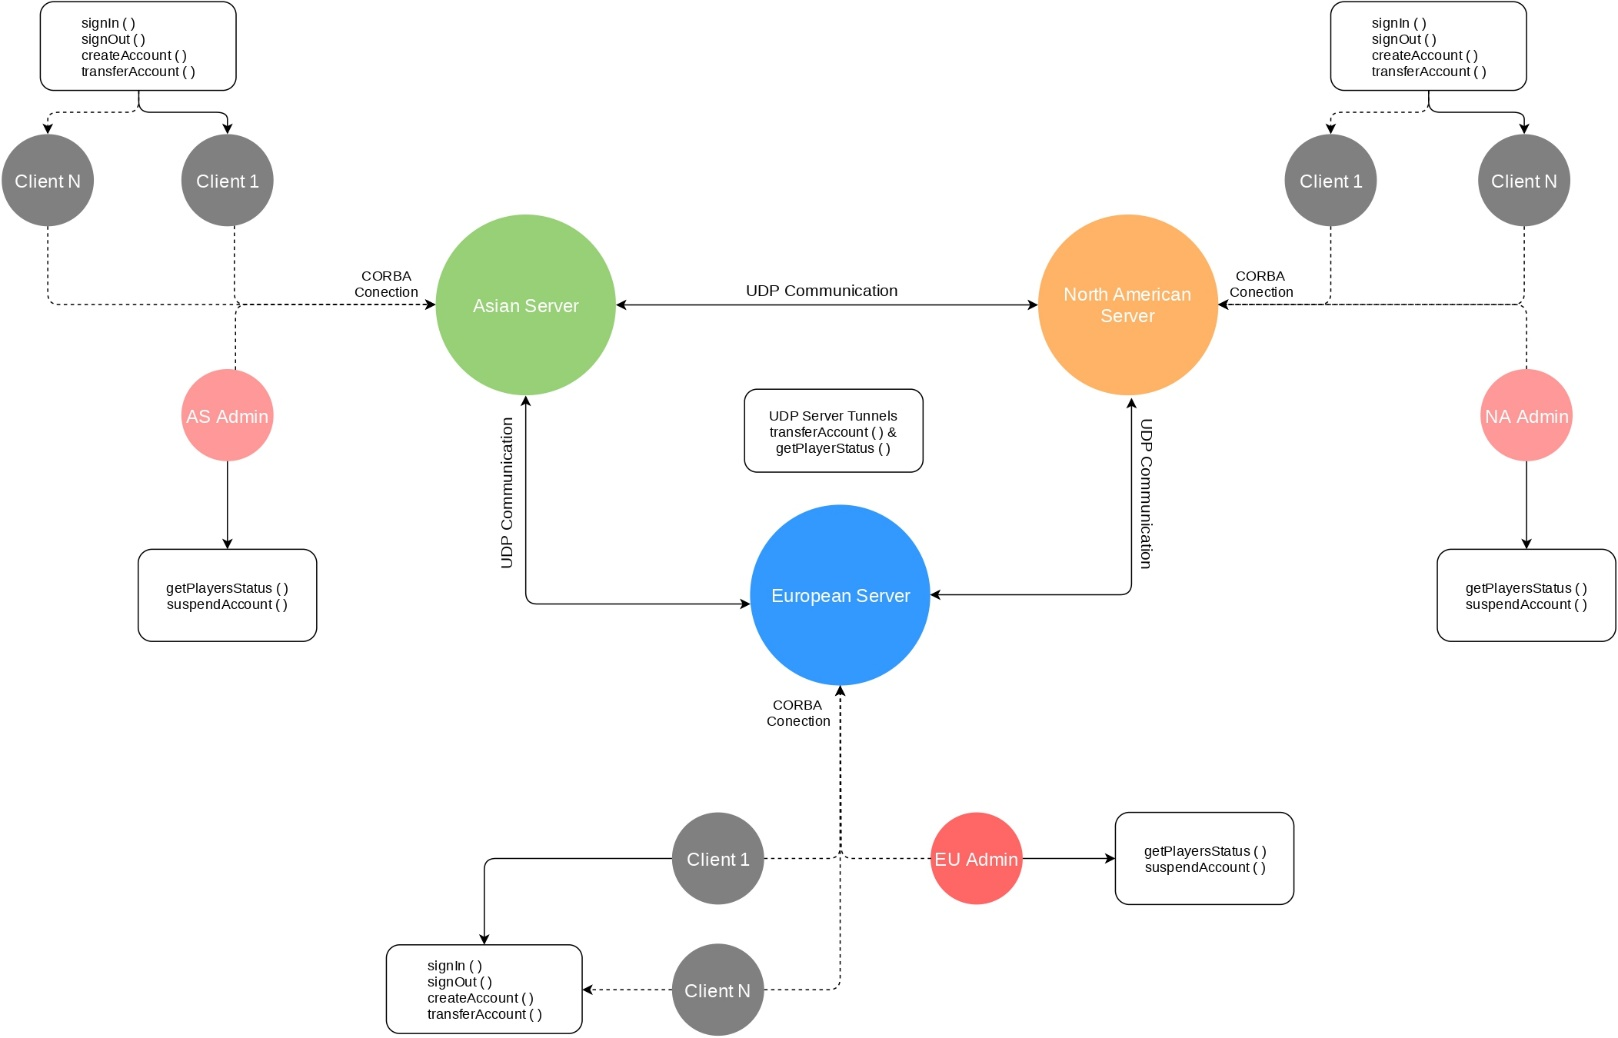 signIn ( )
signOut ( )
createAccount ( )
transferAccount ( )
signIn ( )
signOut ( )
createAccount ( )
transferAccount ( )
Client N
Client 1
Client 1
Client N
CORBA
Conection
Asian Server
UDP Communication
North American
Server
CORBA
Conection
AS Admin
UDP Communication
UDP Server Tunnels
transferAccount ( ) &
getPlayerStatus ( )
UDP Communication
NA Admin
getPlayersStatus ( )
suspendAccount ( )
European Server
getPlayersStatus ( )
suspendAccount ( )
CORBA
Conection
Client 1
EU Admin
getPlayersStatus ( )
suspendAccount ( )
signIn ( )
signOut ( )
createAccount ( )
transferAccount ( )
Client N